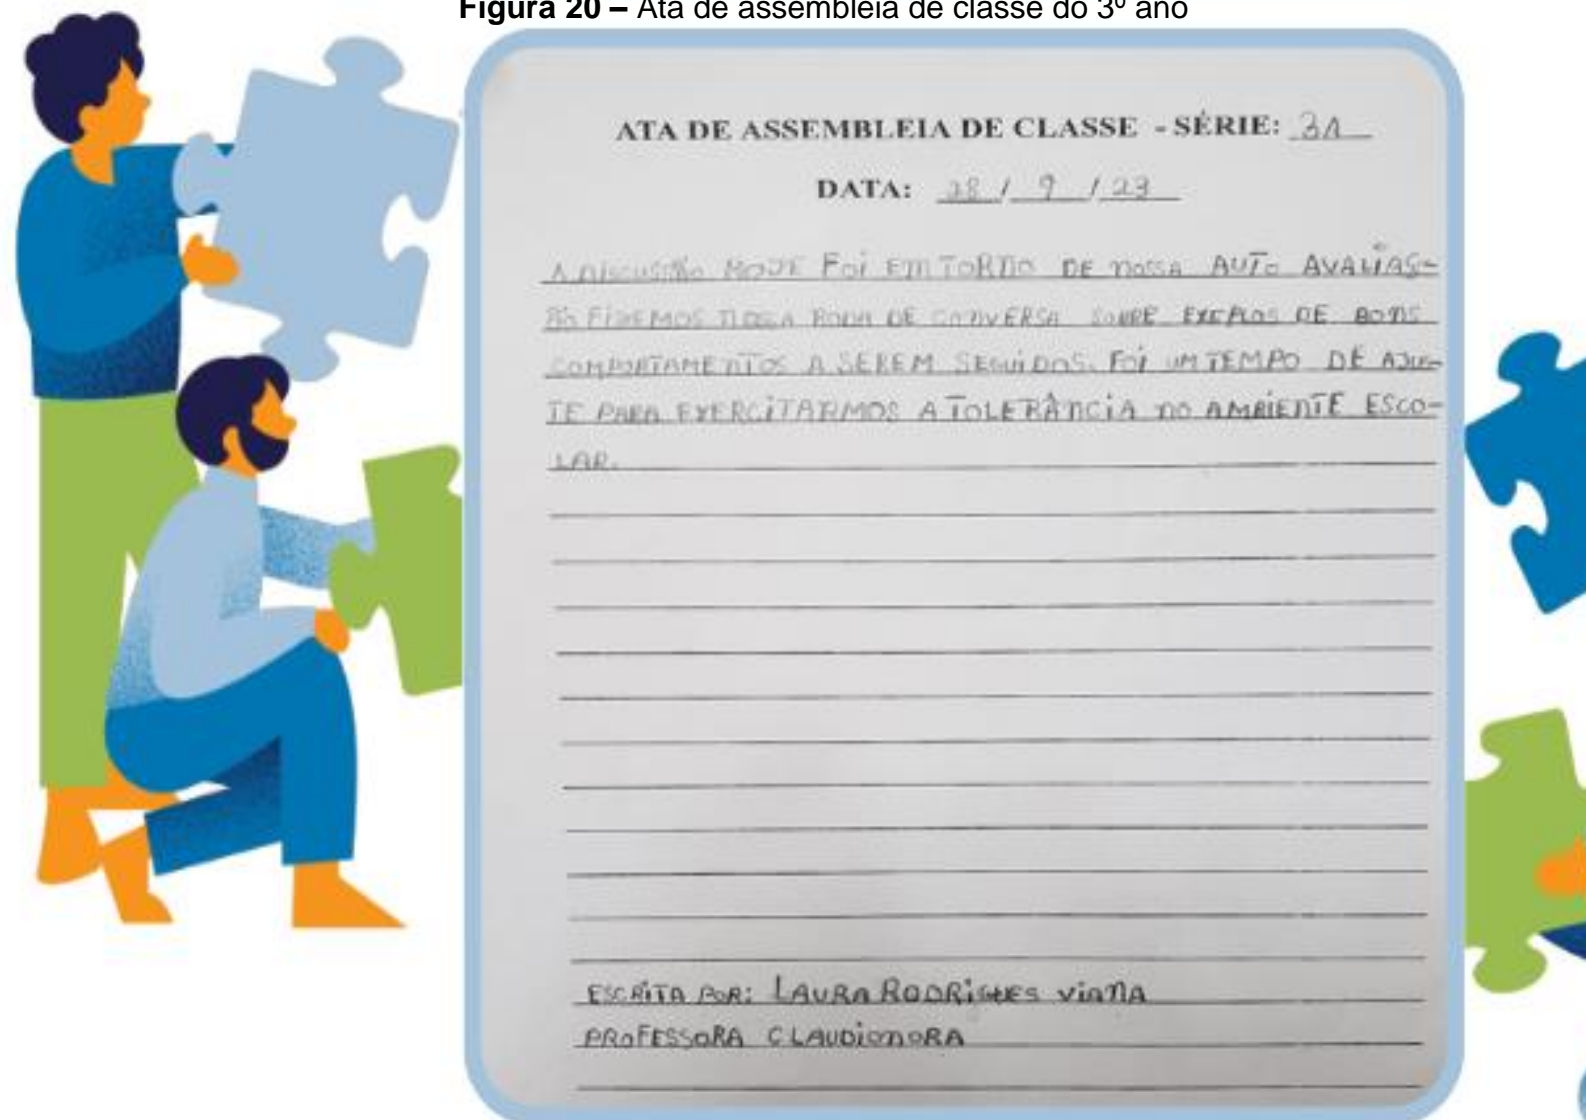 Figura 20 – Ata de assembleia de classe do 3º ano
ATA DE ASSEMBLEIA DE CLASSE - SÉRIE: 3A
DATA: 28 / 9 / 23
A DISCUSSÃO HOJE FOI EM TORNO DE NOSSA AUTO AVALIAÇ-
ÃO FIZEMOS NOSSA RODA DE CONVERSA SOBRE EXEPLOS DE BONS
COMPORTAMENTOS A SEREM SEGUIDOS. FOI UM TEMPO DE AJUS-
TE PARA EXERCITARMOS A TOLERÂNCIA NO AMBIENTE ESCO-
LAR.
ESCRITA POR: LAURA RODRIGUES VIANA
PROFESSORA CLAUDIONORA